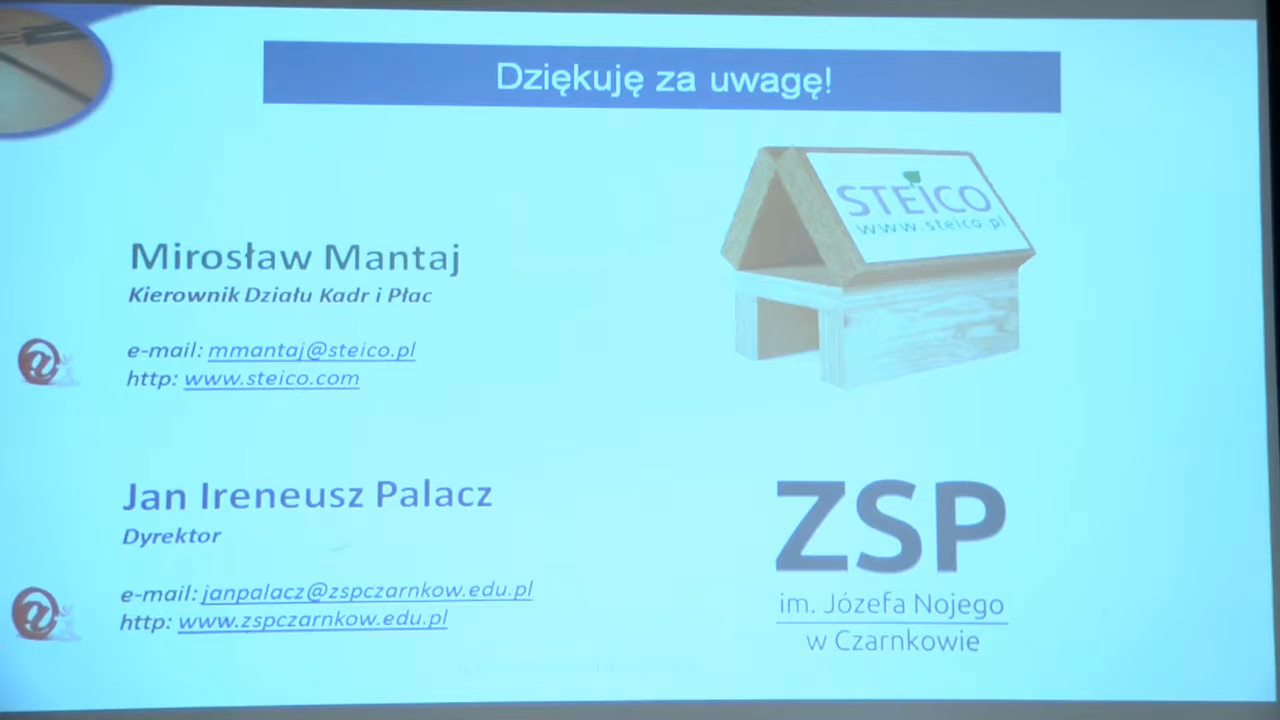 Dziękuję za uwagę!
STEICO
www.steico.pl
Mirosław Mantaj
Kierownik Działu Kadr i Płac
e-mail: mmantaj@steico.pl
http: www.steico.com
Jan Ireneusz Palacz
Dyrektor
e-mail: janpalacz@zspczarnkow.edu.pl
http: www.zspczarnkow.edu.pl
ZSP
im. Józefa Nojego
w Czarnkowie